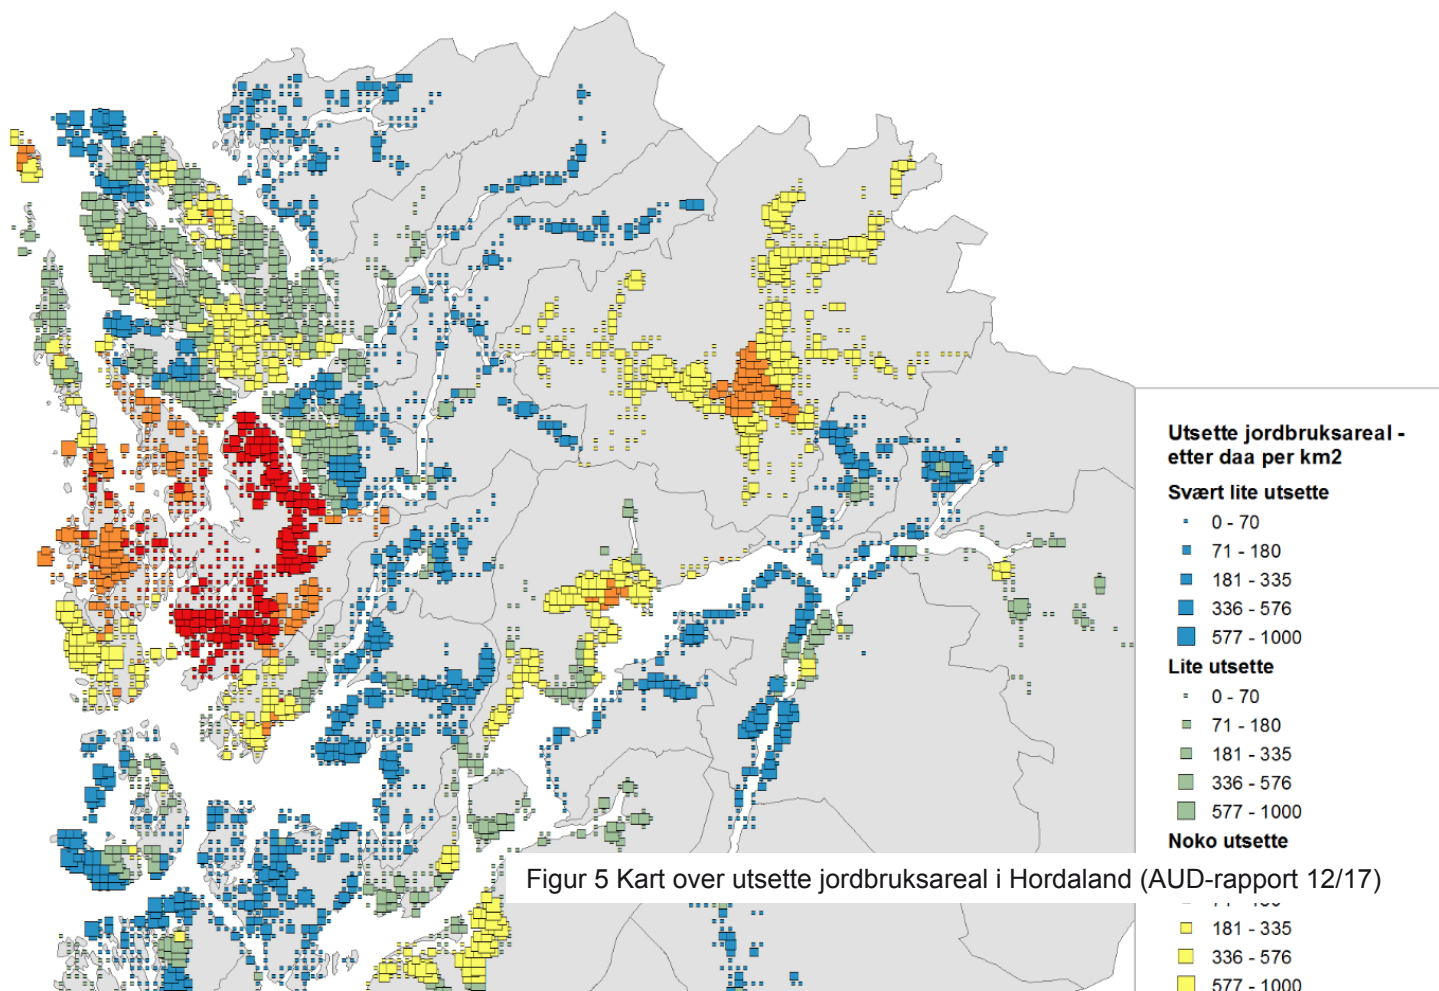 Utsette jordbruksareal -
etter daa per km2
Svært lite utsette
0 - 70
71 - 180
181 - 335
336 - 576
577 - 1000
Lite utsette
0 - 70
71 - 180
181 - 335
336 - 576
577 - 1000
Noko utsette
Figur 5 Kart over utsette jordbruksareal i Hordaland (AUD-rapport 12/17)
181 - 335
336 - 576
577 - 1000